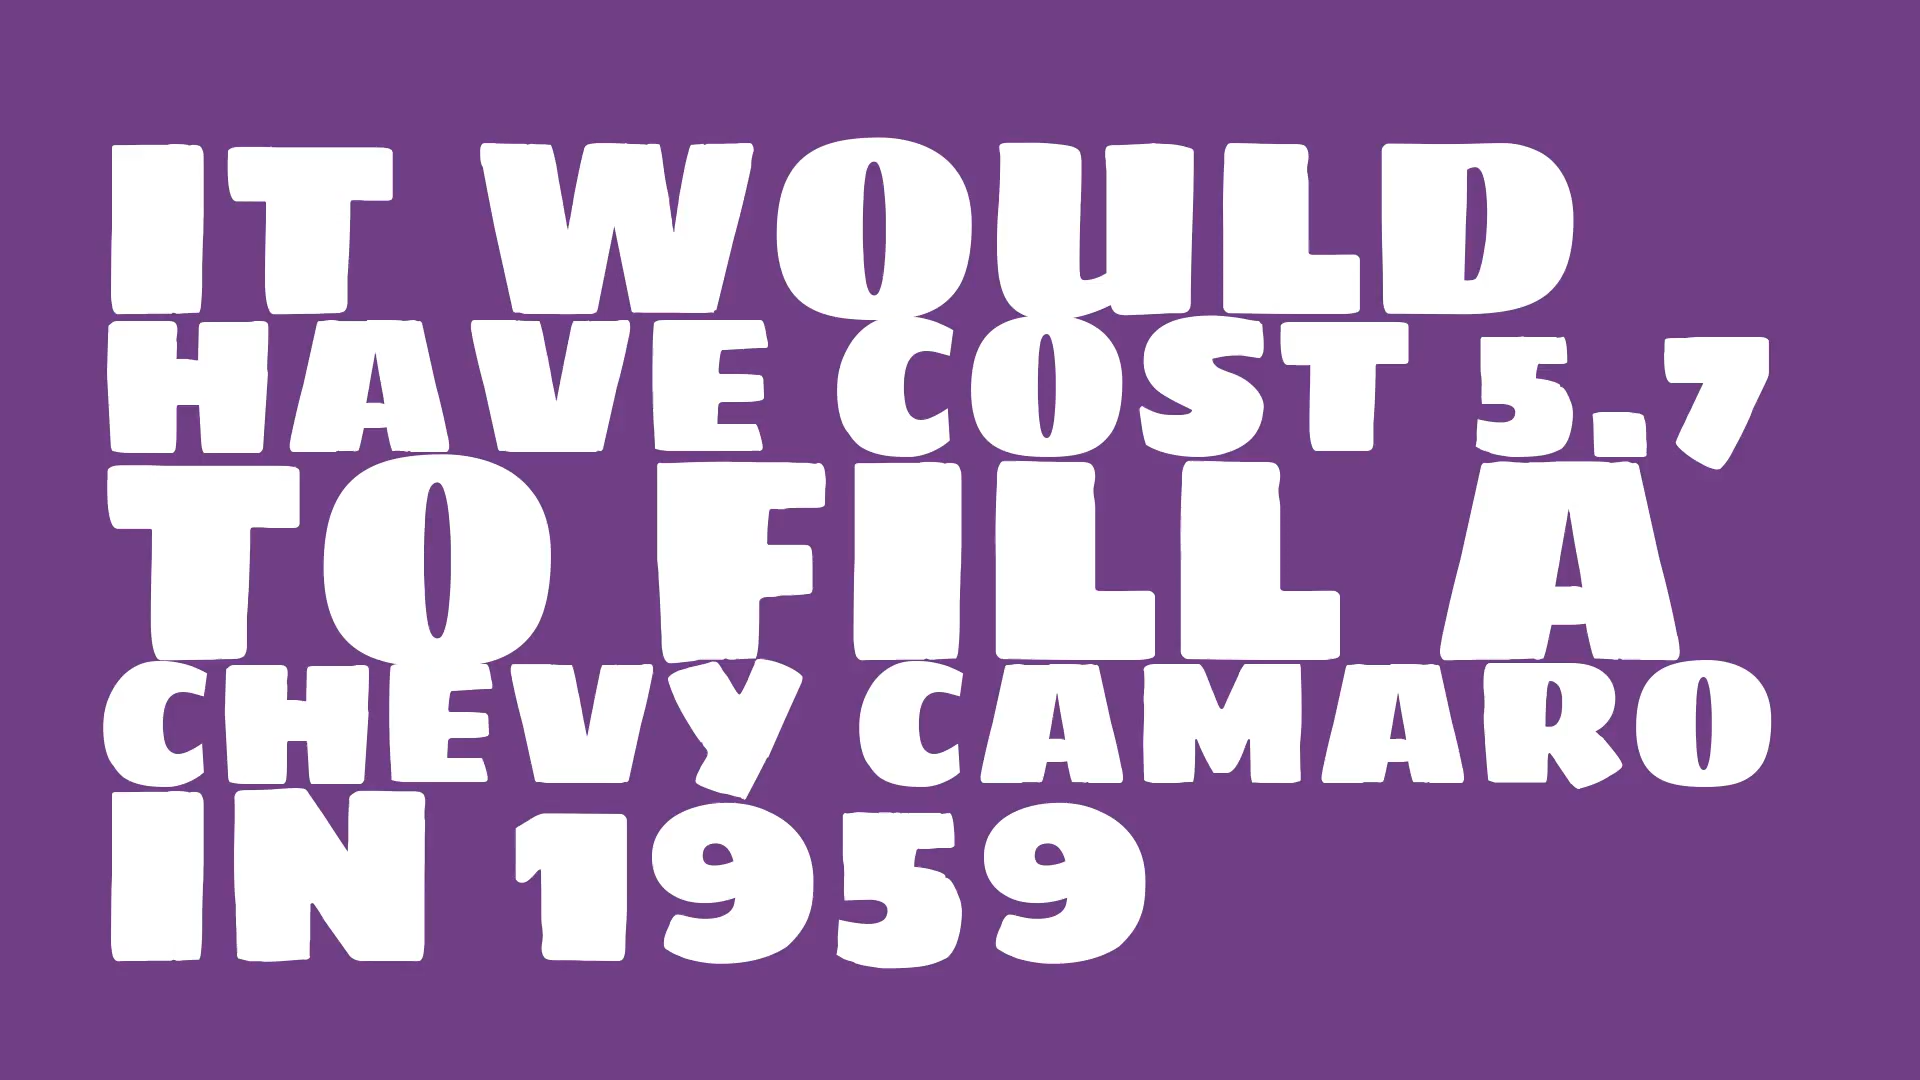 IT WOULD
HAVE COST 5.7
TO FILL A
CHEVY CAMARO
IN 1959